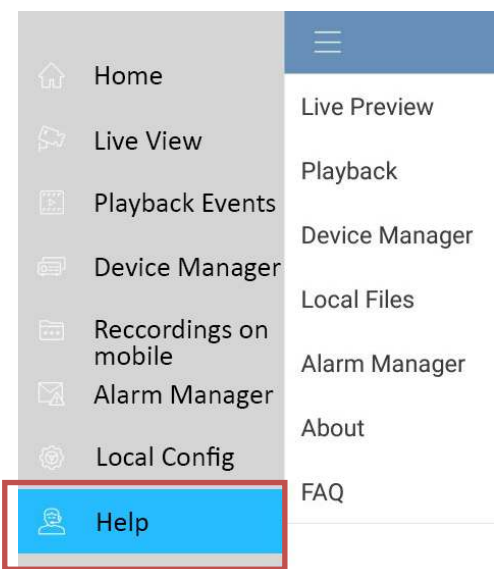 Home
Live View
Playback Events
Device Manager
Reccordings on
mobile
Alarm Manager
Local Config
Help
Live Preview
Playback
Device Manager
Local Files
Alarm Manager
About
FAQ